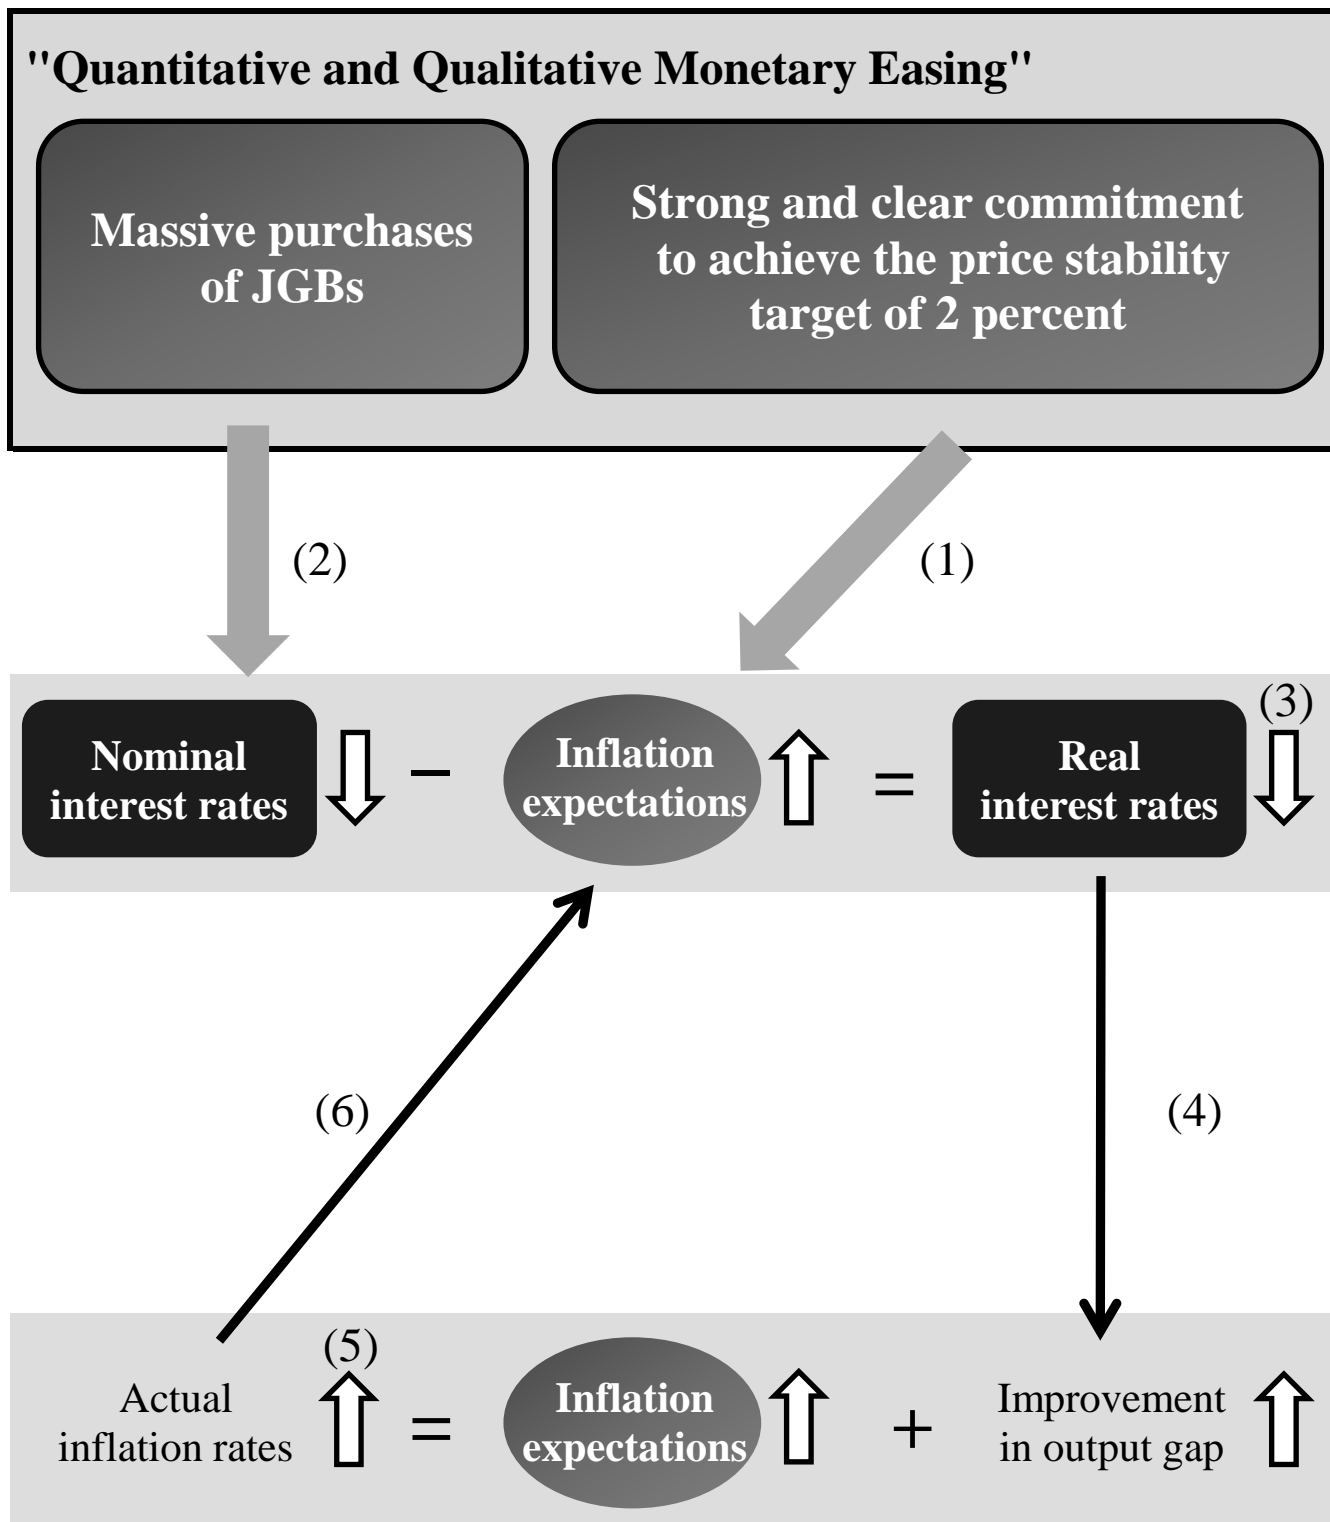 "Quantitative and Qualitative Monetary Easing"
Massive purchases
of JGBs
Strong and clear commitment
to achieve the price stability
target of 2 percent
(2)
(1)
Nominal
interest rates
–
Inflation
expectations
=
Real
interest rates
(3)
(6)
(4)
Actual
inflation rates
(5)
=
Inflation
expectations
+
Improvement
in output gap